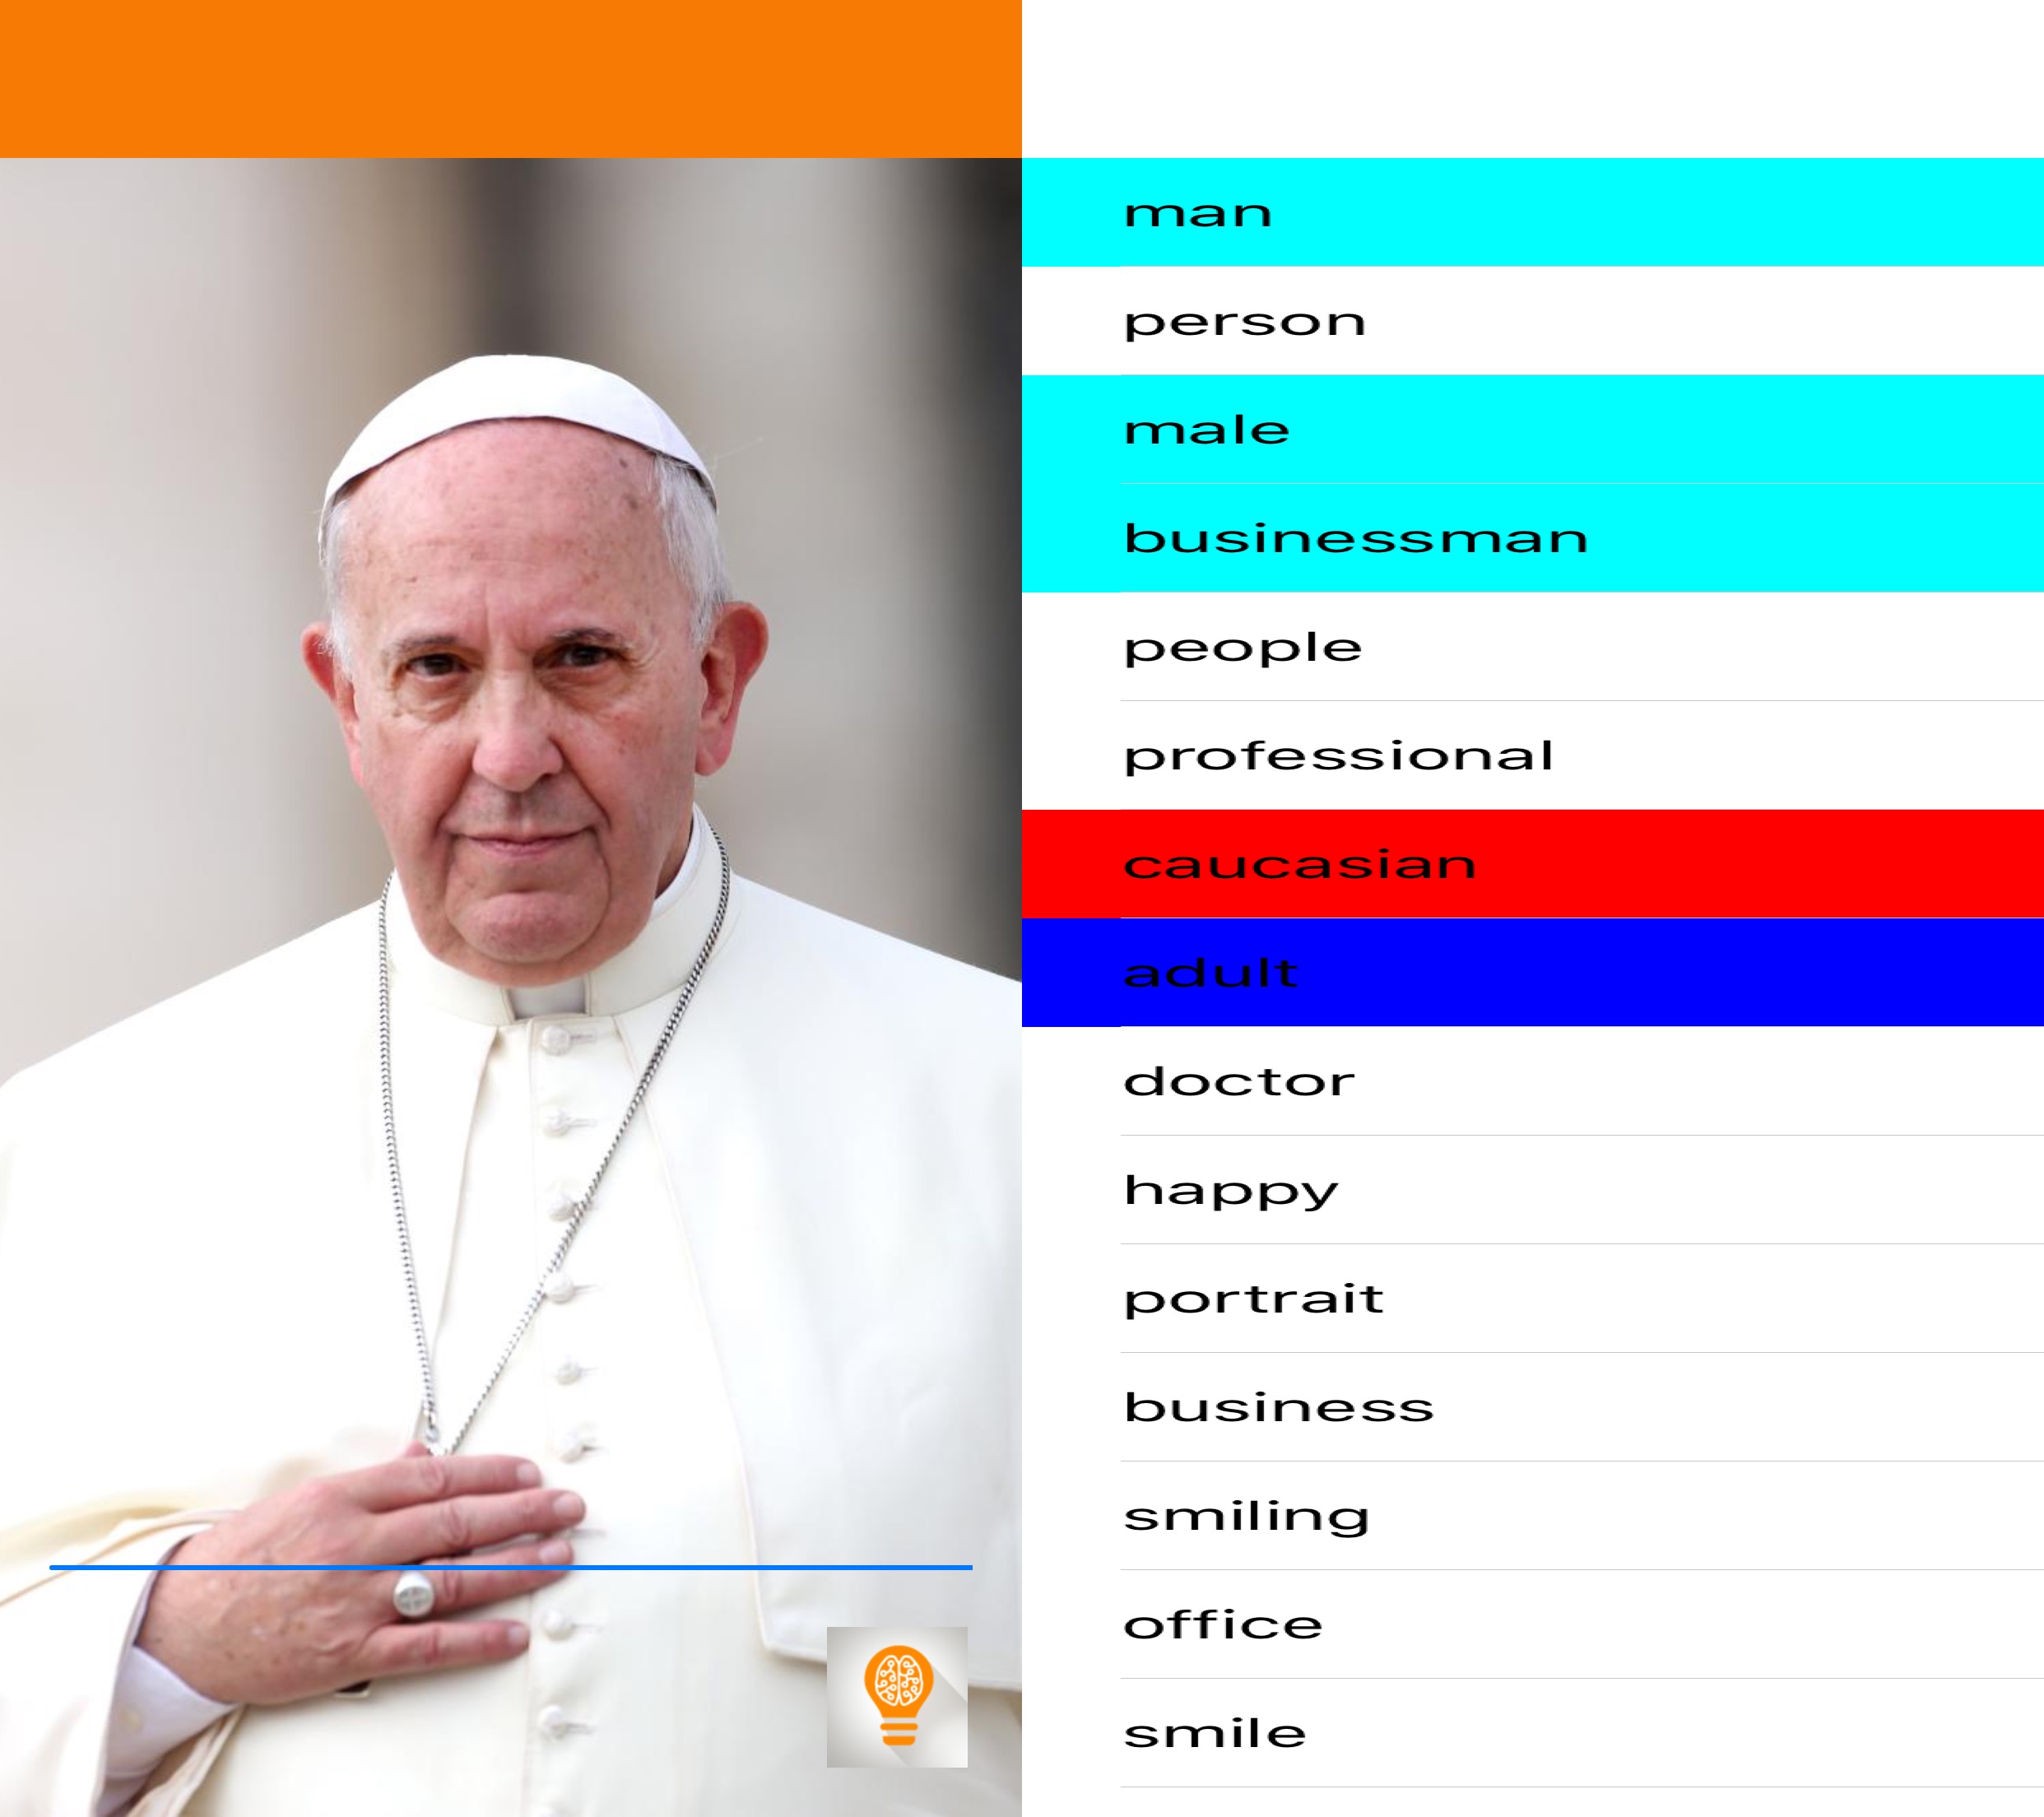 man
person
male
businessman
people
professional
caucasian
adult
doctor
happy
portrait
business
smiling
office
smile